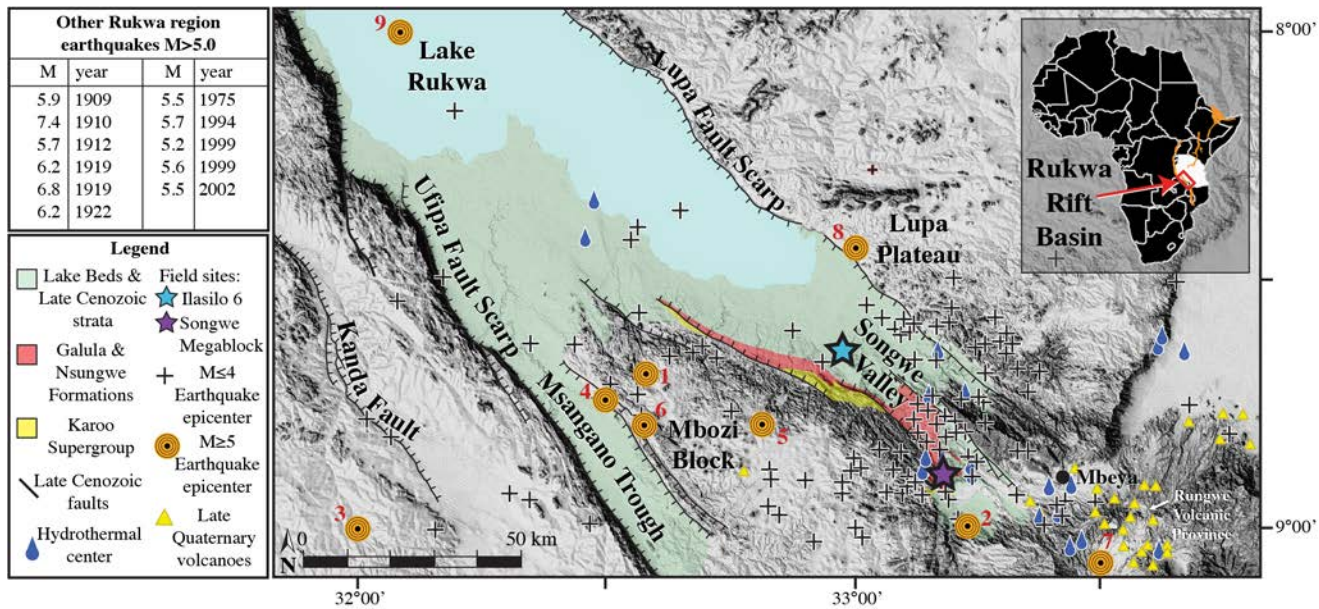 Other Rukwa region
earthquakes M>5.0
M year M year
5.9 1909 5.5 1975
7.4 1910 5.7 1994
5.7 1912 5.2 1999
6.2 1919 5.6 1999
6.8 1919 5.5 2002
6.2 1922
Legend
Lake Beds &
Late Cenozoic
strata
Galula &
Nsungwe
Formations
Karoo
Supergroup
Late Cenozoic
faults
Hydrothermal
center
Field sites:
Ilasilo 6
Songwe
Megablock
M≤4
Earthquake
epicenter
M≥5
Earthquake
epicenter
Late
Quaternary
volcanoes
9
Lake
Rukwa
Lupa Fault Scarp
8
Lupa
Plateau
Ufipa Fault Scarp
Kanda Fault
Songwe
Valley
1
4
6
5
Mbozi
Block
Msangano Trough
3
2
7
Mbeya
Rungwe
Volcanic
Province
0 50 km
N
Rukwa
Rift
Basin
8°00'
9°00'
32°00'
33°00'